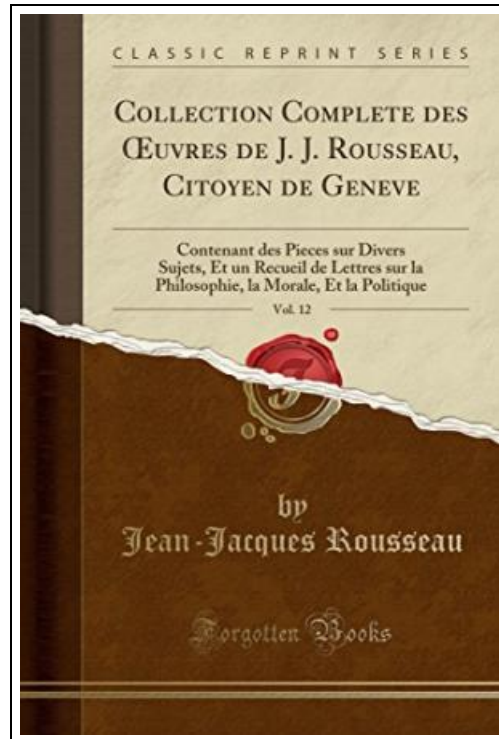 CLASSIC REPRINT SERIES
COLLECTION COMPLETE DES
ŒUVRES DE J. J. ROUSSEAU,
CITOYEN DE GENEVE
Contenant des Pieces sur Divers
Sujets, Et un Recueil de Lettres sur la
Philosophie, la Morale, Et la Politique
Vol. 12
by
Jean-Jacques Rousseau
Forgotten Books